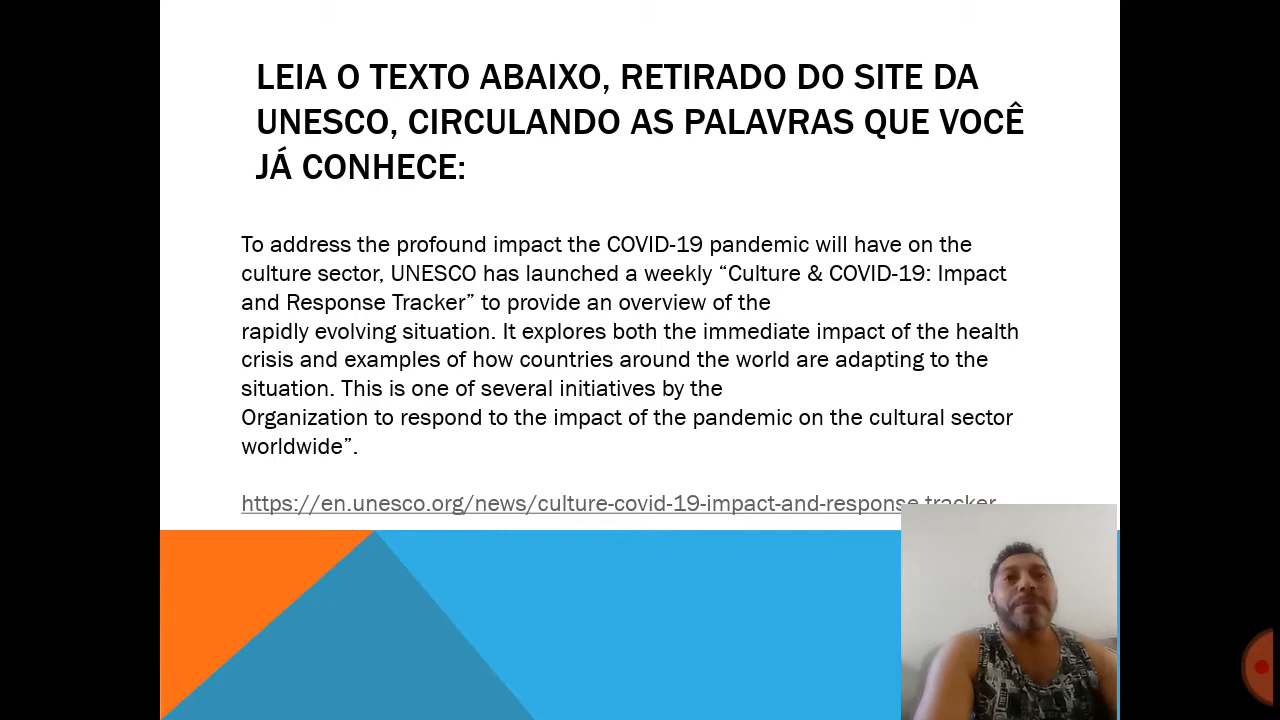 LEIA O TEXTO ABAIXO, RETIRADO DO SITE DA
UNESCO, CIRCULANDO AS PALAVRAS QUE VOCÊ
JÁ CONHECE:
To address the profound impact the COVID-19 pandemic will have on the
culture sector, UNESCO has launched a weekly “Culture & COVID-19: Impact
and Response Tracker” to provide an overview of the
rapidly evolving situation. It explores both the immediate impact of the health
crisis and examples of how countries around the world are adapting to the
situation. This is one of several initiatives by the
Organization to respond to the impact of the pandemic on the cultural sector
worldwide”.
https://en.unesco.org/news/culture-covid-19-impact-and-response-tracker